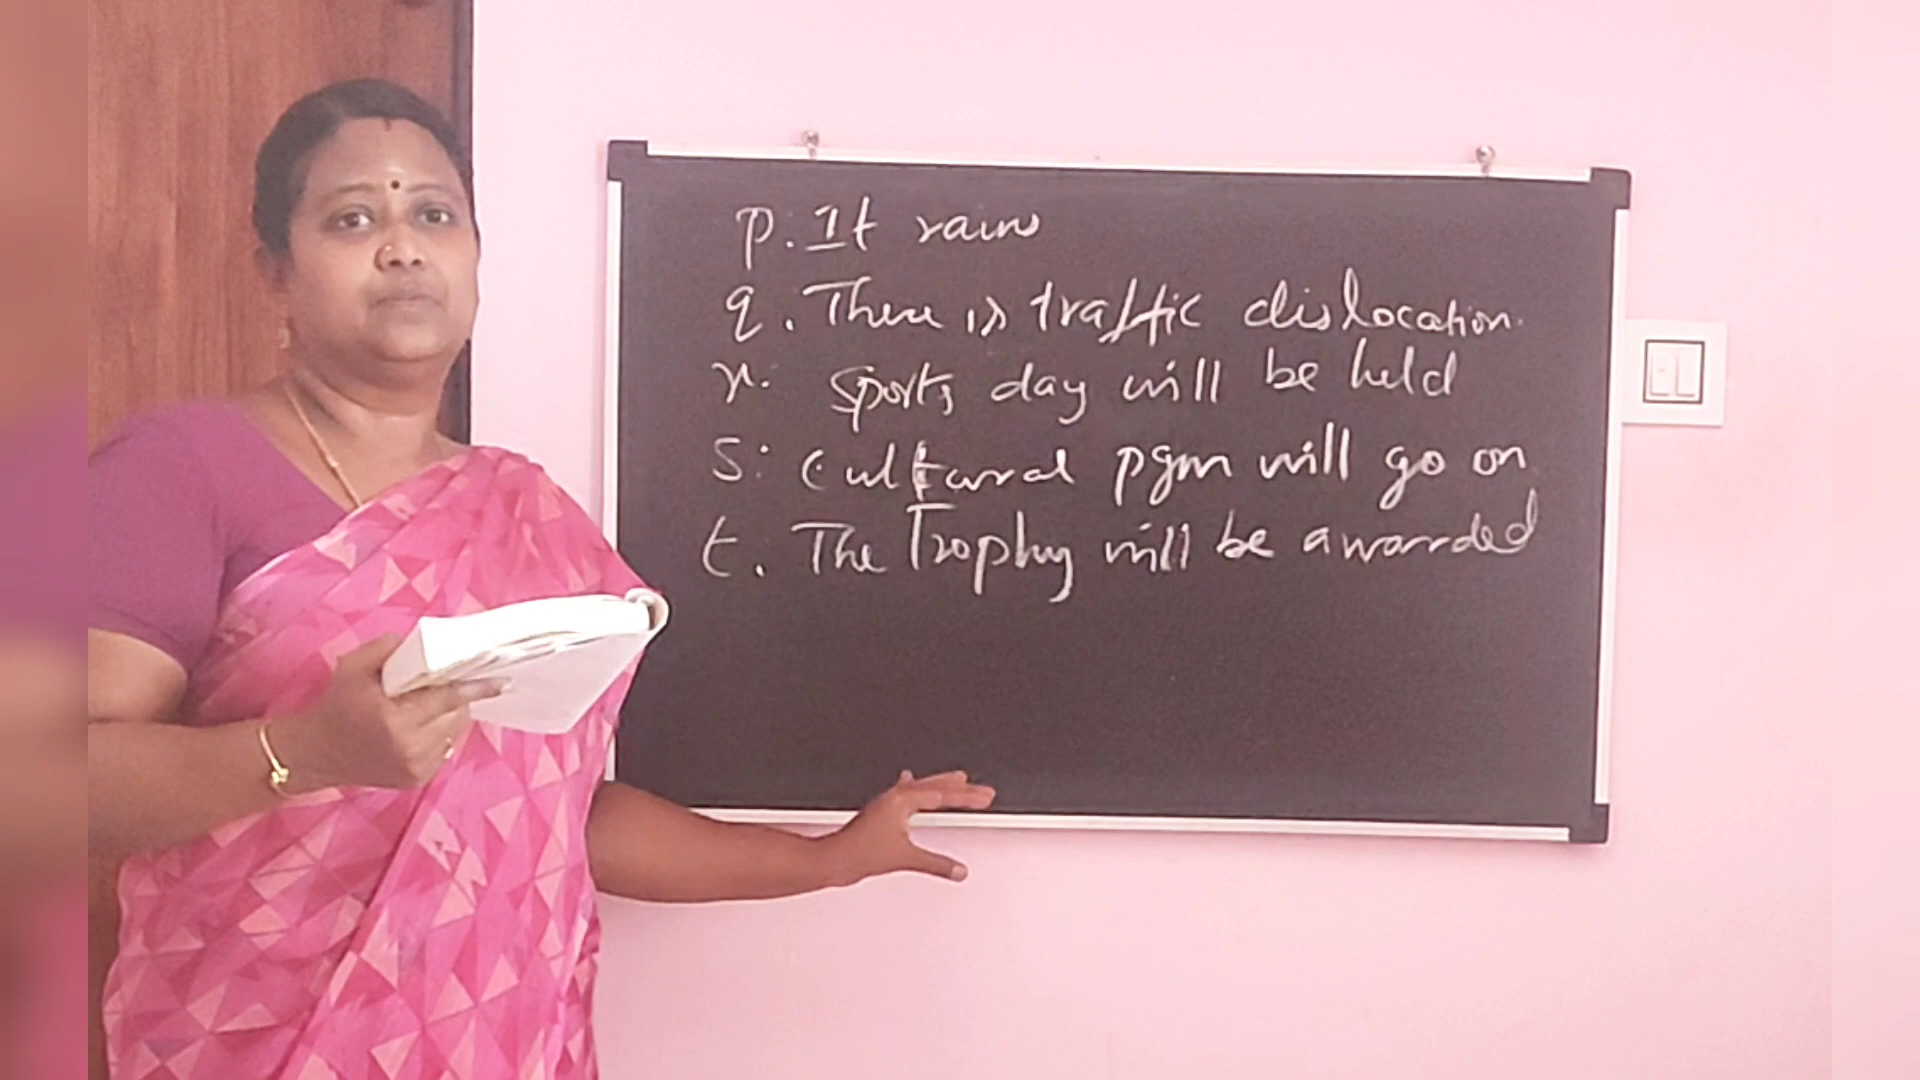 p. It rains
q. There is traffic dislocation.
r. Sports day will be held
s: Cultural pgm will go on
t. The Trophy will be awarded